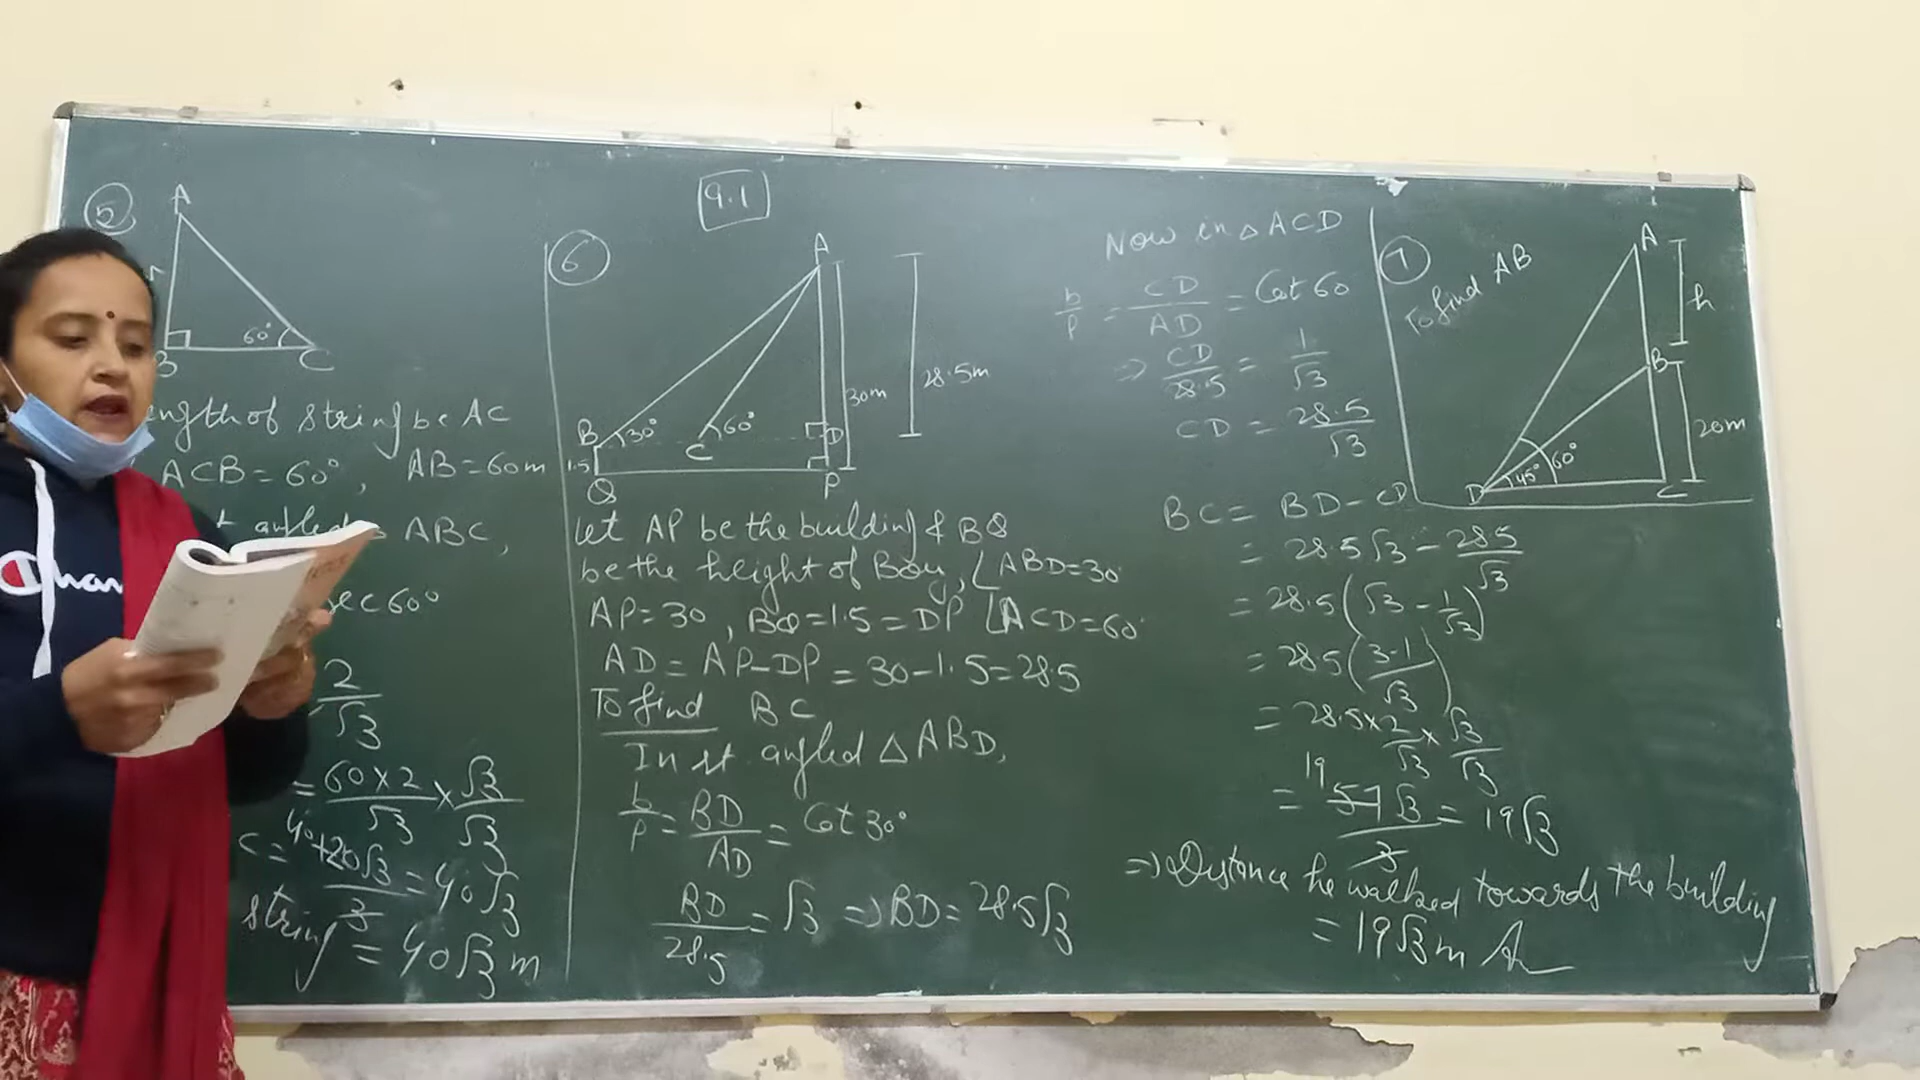 9.1
5
A
B
60°
C
ength of string be AC
ACB = 60°, AB = 60m
angled ABC,
sec 60°
2/√3
= 60×2/√3 × √3/√3
C = 40 120√3/3 = 40√3
string = 40√3 m
6
A
30m
28.5m
B 30° C 60° D
1.5
Q P
let AP be the building & BQ
be the height of Boy, ∠ABD=30°
AP=30, BQ=1.5=DP ∠ACD=60°
AD = AP-DP = 30-1.5=28.5
To find BC
In rt angled △ABD,
b/P = BD/AD = Cot 30°
BD/28.5 = √3 => BD = 28.5√3
Now in △ACD
b/P = CD/AD = Cot 60
=> CD/28.5 = 1/√3
CD = 28.5/√3
BC = BD - CD
= 28.5√3 - 28.5/√3
= 28.5(√3 - 1/√3)
= 28.5(3-1/√3)
= 28.5×2/√3 × √3/√3
= 19 57√3/3 = 19√3
=> Distance he walked towards the building
= 19√3 m
7
To find AB
A
h
B
20m
D 45° 60° C
Cham